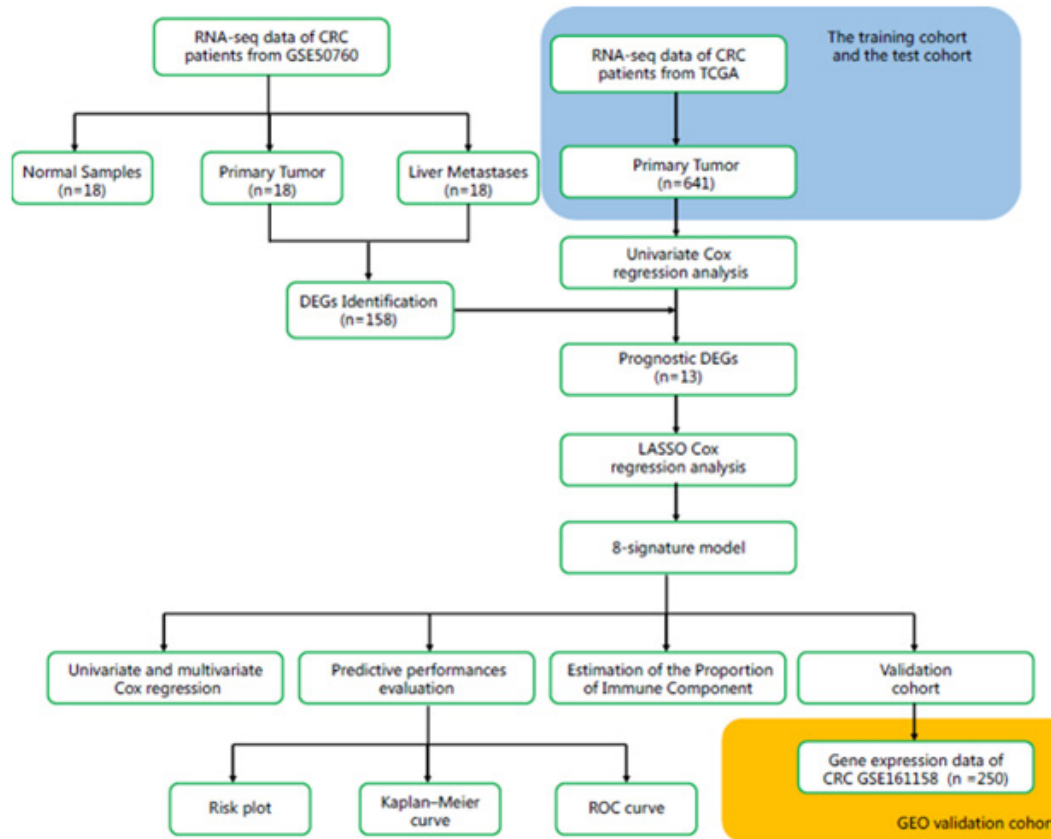 RNA-seq data of CRC
patients from GSE50760
The training cohort
and the test cohort
RNA-seq data of CRC
patients from TCGA
Normal Samples
(n=18)
Primary Tumor
(n=18)
Liver Metastases
(n=18)
Primary Tumor
(n=641)
Univariate Cox
regression analysis
DEGs Identification
(n=158)
Prognostic DEGs
(n=13)
LASSO Cox
regression analysis
8-signature model
Univariate and multivariate
Cox regression
Predictive performances
evaluation
Estimation of the Proportion
of Immune Component
Validation
cohort
Risk plot
Kaplan–Meier
curve
ROC curve
Gene expression data of
CRC GSE161158 (n =250)
GEO validation cohor